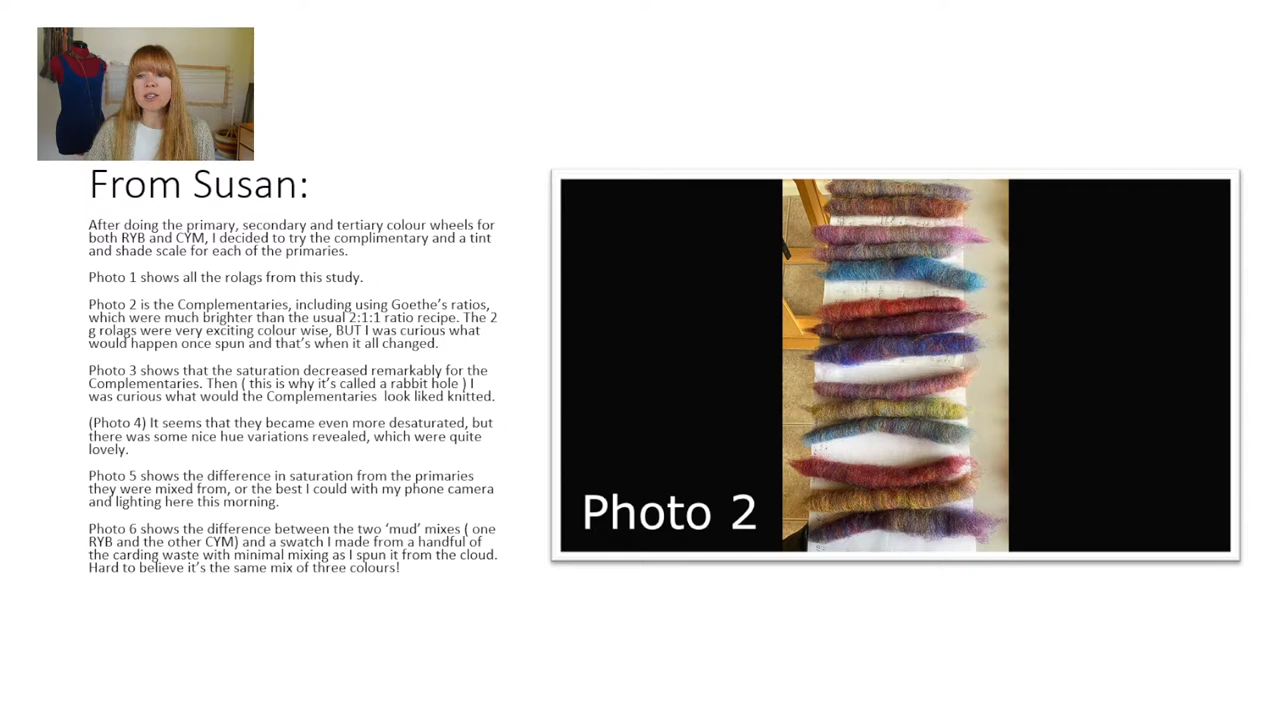 From Susan:
After doing the primary, secondary and tertiary colour wheels for
both RYB and CYM, I decided to try the complimentary and a tint
and shade scale for each of the primaries.
Photo 1 shows all the rolags from this study.
Photo 2 is the Complementaries, including using Goethe's ratios,
which were much brighter than the usual 2:1:1 ratio recipe. The 2
g rolags were very exciting colour wise, BUT I was curious what
would happen once spun and that's when it all changed.
Photo 3 shows that the saturation decreased remarkably for the
Complementaries. Then ( this is why it's called a rabbit hole ) I
was curious what would the Complementaries look liked knitted.
(Photo 4) It seems that they became even more desaturated, but
there was some nice hue variations revealed, which were quite
lovely.
Photo 5 shows the difference in saturation from the primaries
they were mixed from, or the best I could with my phone camera
and lighting here this morning.
Photo 6 shows the difference between the two 'mud' mixes ( one
RYB and the other CYM) and a swatch I made from a handful of
the carding waste with minimal mixing as I spun it from the cloud.
Hard to believe it's the same mix of three colours!
Photo 2